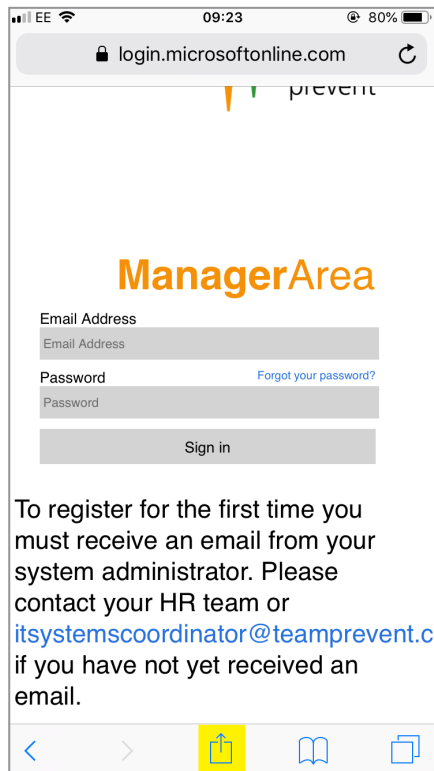 EE 09:23 80%
login.microsoftonline.com
prevent
ManagerArea
Email Address
Email Address
Password Forgot your password?
Password
Sign in
To register for the first time you
must receive an email from your
system administrator. Please
contact your HR team or
itsystemscoordinator@teamprevent.c
if you have not yet received an
email.